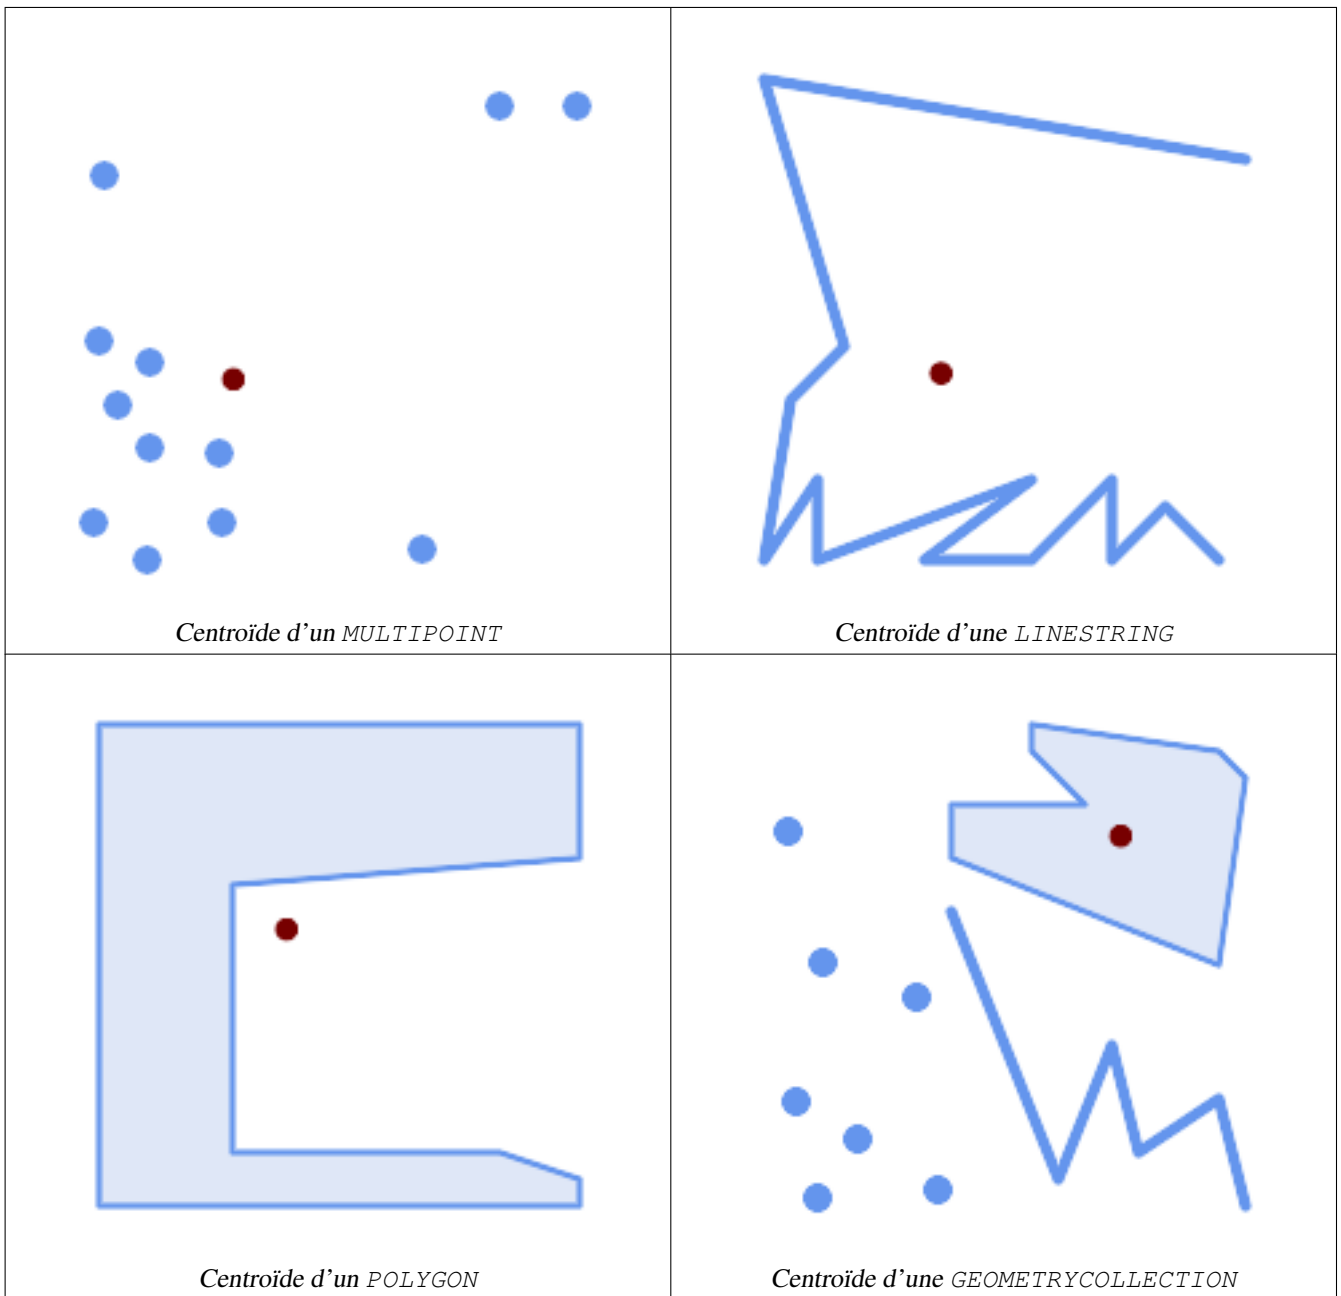 Centroïde d'un MULTIPOINT
Centroïde d'une LINESTRING
Centroïde d'un POLYGON
Centroïde d'une GEOMETRYCOLLECTION